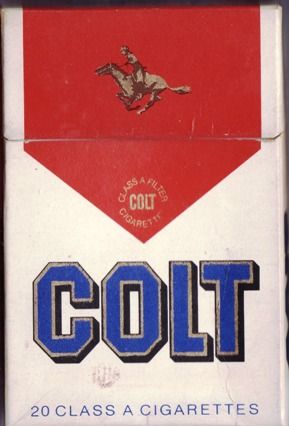 CLASS A FILTER
COLT
CIGARETTE
COLT
20 CLASS A CIGARETTES